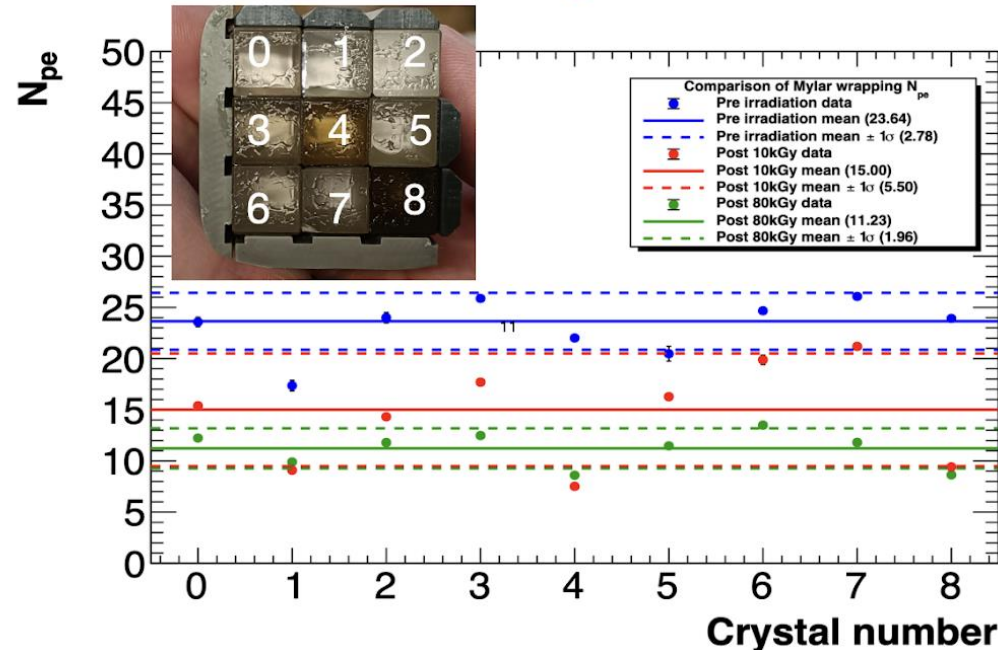 0 1 2
3 4 5
6 7 8
N_pe
50
45
40
35
30
25
20
15
10
5
0
Comparison of Mylar wrapping N_pe
Pre irradiation data
Pre irradiation mean (23.64)
Pre irradiation mean ± 1σ (2.78)
Post 10kGy data
Post 10kGy mean (15.00)
Post 10kGy mean ± 1σ (5.50)
Post 80kGy data
Post 80kGy mean (11.23)
Post 80kGy mean ± 1σ (1.96)
0 1 2 3 4 5 6 7 8
Crystal number